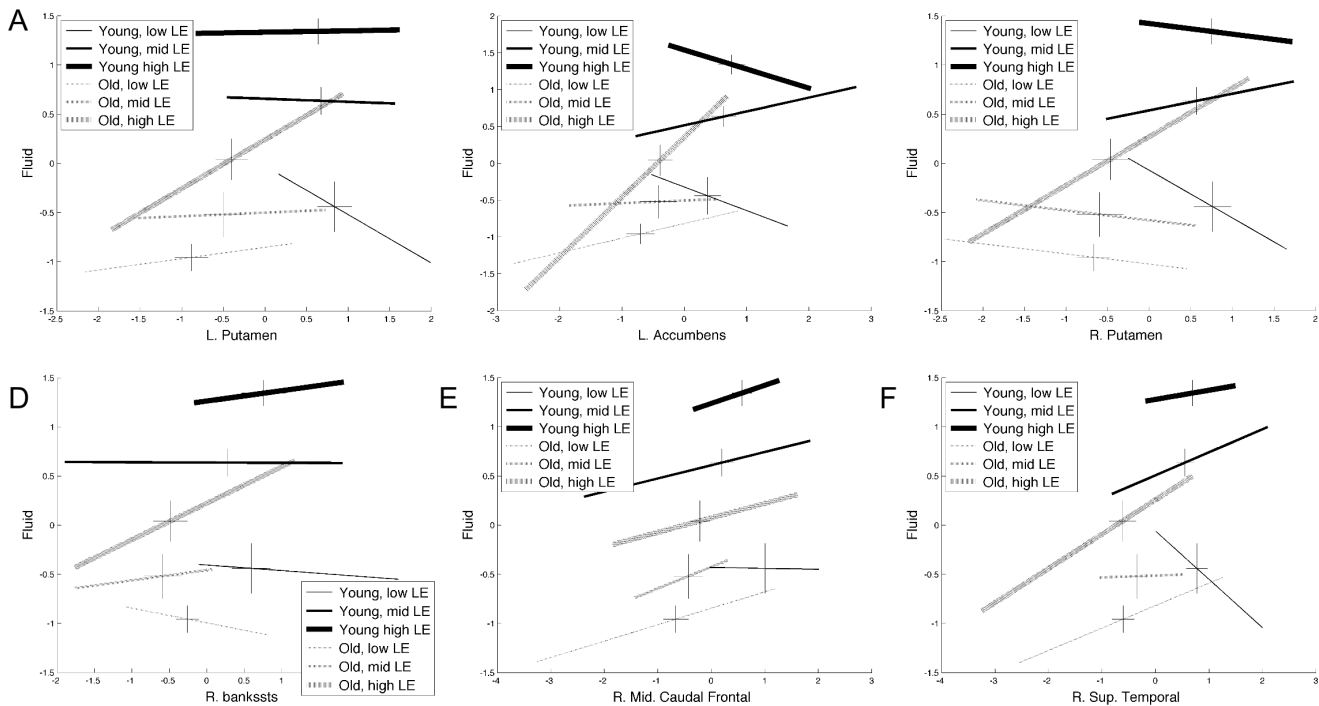 A
Young, low LE
Young, mid LE
Young high LE
Old, low LE
Old, mid LE
Old, high LE
Fluid
1.5
1
0.5
0
-0.5
-1
-1.5
-2.5 -2 -1.5 -1 -0.5 0 0.5 1 1.5 2
L. Putamen
Young, low LE
Young, mid LE
Young high LE
Old, low LE
Old, mid LE
Old, high LE
2
1.5
1
0.5
0
-0.5
-1
-1.5
-2
-3 -2 -1 0 1 2 3
L. Accumbens
Young, low LE
Young, mid LE
Young high LE
Old, low LE
Old, mid LE
Old, high LE
Fluid
1.5
1
0.5
0
-0.5
-1
-1.5
-2.5 -2 -1.5 -1 -0.5 0 0.5 1 1.5 2
R. Putamen
D
Fluid
1.5
1
0.5
0
-0.5
-1
-1.5
Young, low LE
Young, mid LE
Young high LE
Old, low LE
Old, mid LE
Old, high LE
-2 -1.5 -1 -0.5 0 0.5 1
R. bankssts
E
Young, low LE
Young, mid LE
Young high LE
Old, low LE
Old, mid LE
Old, high LE
Fluid
1.5
1
0.5
0
-0.5
-1
-1.5
-4 -3 -2 -1 0 1 2 3
R. Mid. Caudal Frontal
F
Young, low LE
Young, mid LE
Young high LE
Old, low LE
Old, mid LE
Old, high LE
Fluid
1.5
1
0.5
0
-0.5
-1
-1.5
-4 -3 -2 -1 0 1 2 3
R. Sup. Temporal